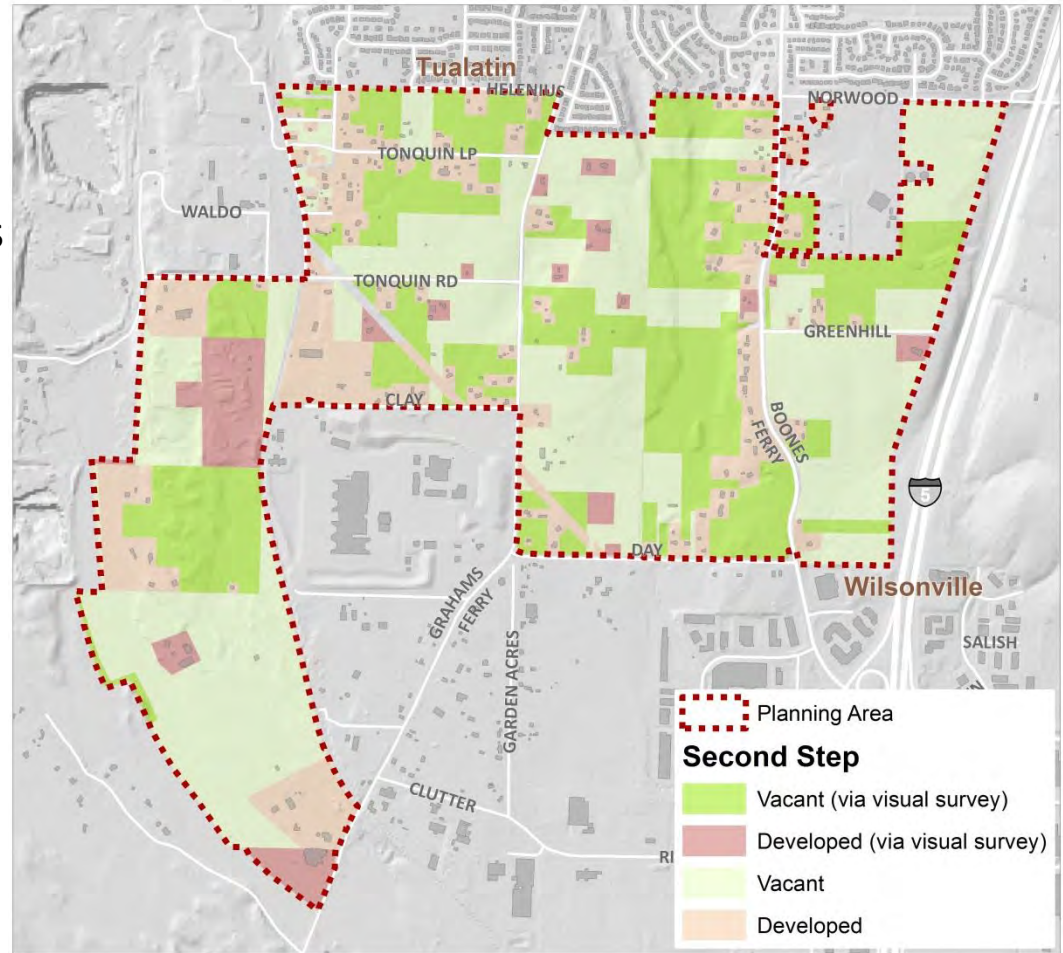 Tualatin
HELENIUS
NORWOOD
TONQUIN LP
WALDO
S
TONQUIN RD
GREENHILL
CLAY
BOONES
FERRY
5
DAY
GRAHAMS
FERRY
Wilsonville
GARDEN ACRES
SALISH
CLUTTER
Planning Area
Second Step
Vacant (via visual survey)
Developed (via visual survey)
Vacant
Developed